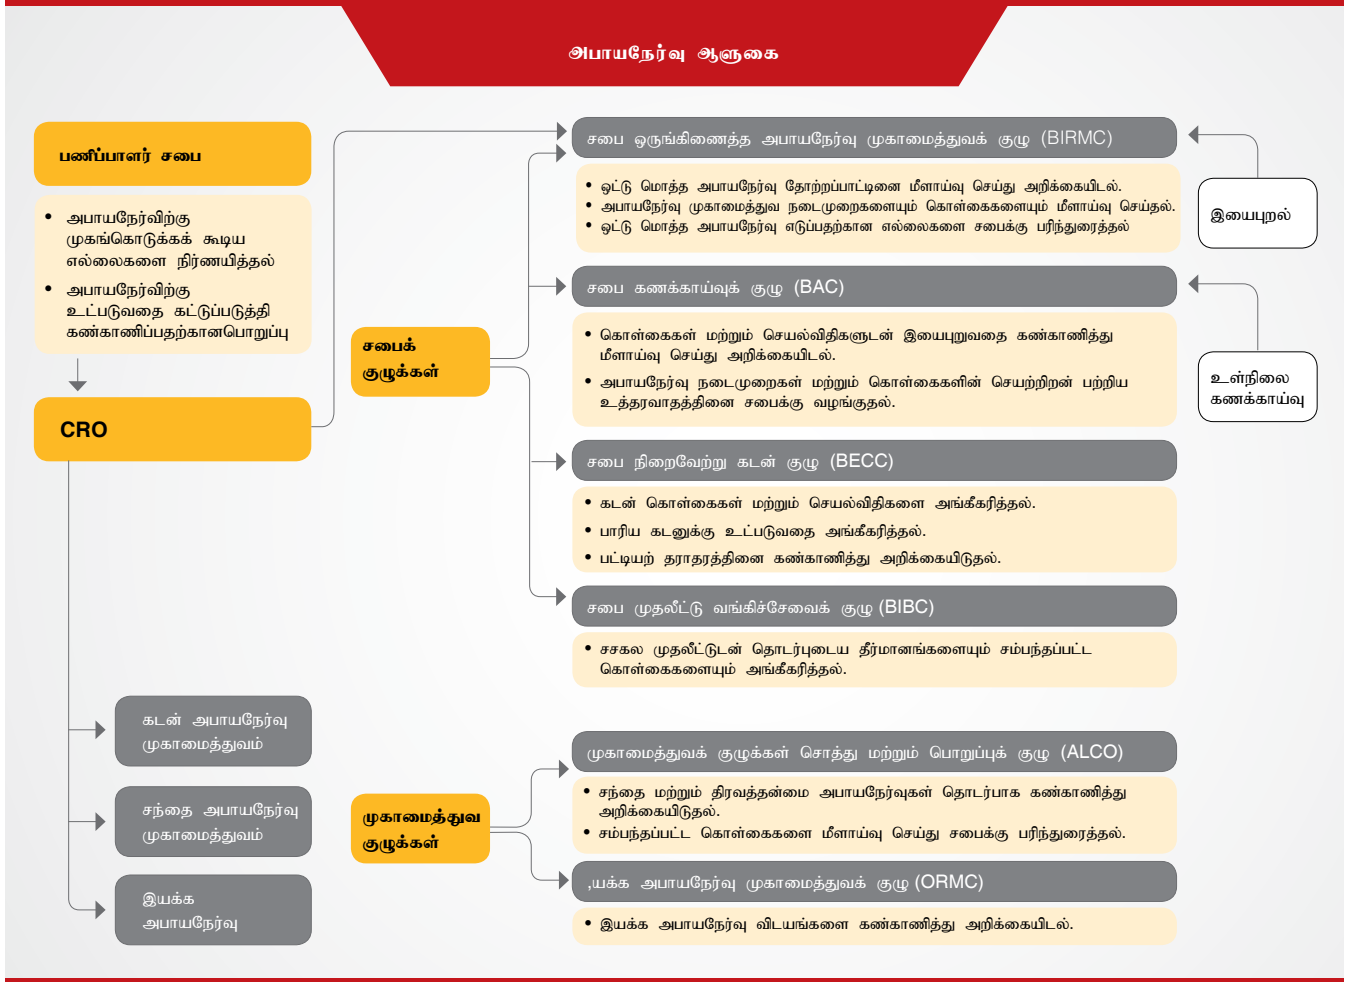 அபாயநேர்வு ஆளுகை
பணிப்பாளர் சபை
• அபாயநேர்விற்கு
முகங்கொடுக்கக் கூடிய
எல்லைகளை நிர்ணயித்தல்
• அபாயநேர்விற்கு
உட்படுவதை கட்டுப்படுத்தி
கண்காணிப்பதற்கானபொறுப்பு
CRO
கடன் அபாயநேர்வு
முகாமைத்துவம்
சந்தை அபாயநேர்வு
முகாமைத்துவம்
இயக்க
அபாயநேர்வு
சபைக்
குழுக்கள்
சபை ஒருங்கிணைத்த அபாயநேர்வு முகாமைத்துவக் குழு (BIRMC)
• ஒட்டு மொத்த அபாயநேர்வு தோற்றப்பாட்டினை மீளாய்வு செய்து அறிக்கையிடல்.
• அபாயநேர்வு முகாமைத்துவ நடைமுறைகளையும் கொள்கைகளையும் மீளாய்வு செய்தல்.
• ஒட்டு மொத்த அபாயநேர்வு எடுப்பதற்கான எல்லைகளை சபைக்கு பரிந்துரைத்தல்
இயைபுறல்
சபை கணக்காய்வுக் குழு (BAC)
• கொள்கைகள் மற்றும் செயல்விதிகளுடன் இயைபுறுவதை கண்காணித்து
மீளாய்வு செய்து அறிக்கையிடல்.
• அபாயநேர்வு நடைமுறைகள் மற்றும் கொள்கைகளின் செயற்றிறன் பற்றிய
உத்தரவாதத்தினை சபைக்கு வழங்குதல்.
உள்நிலை
கணக்காய்வு
சபை நிறைவேற்று கடன் குழு (BECC)
• கடன் கொள்கைகள் மற்றும் செயல்விதிகளை அங்கீகரித்தல்.
• பாரிய கடனுக்கு உட்படுவதை அங்கீகரித்தல்.
• பட்டியற் தராதரத்தினை கண்காணித்து அறிக்கையிடுதல்.
சபை முதலீட்டு வங்கிச்சேவைக் குழு (BIBC)
• சசகல முதலீட்டுடன் தொடர்புடைய தீர்மானங்களையும் சம்பந்தப்பட்ட
கொள்கைகளையும் அங்கீகரித்தல்.
முகாமைத்துவ
குழுக்கள்
முகாமைத்துவக் குழுக்கள் சொத்து மற்றும் பொறுப்புக் குழு (ALCO)
• சந்தை மற்றும் திரவத்தன்மை அபாயநேர்வுகள் தொடர்பாக கண்காணித்து
அறிக்கையிடுதல்.
• சம்பந்தப்பட்ட கொள்கைகளை மீளாய்வு செய்து சபைக்கு பரிந்துரைத்தல்.
,யக்க அபாயநேர்வு முகாமைத்துவக் குழு (ORMC)
• இயக்க அபாயநேர்வு விடயங்களை கண்காணித்து அறிக்கையிடல்.